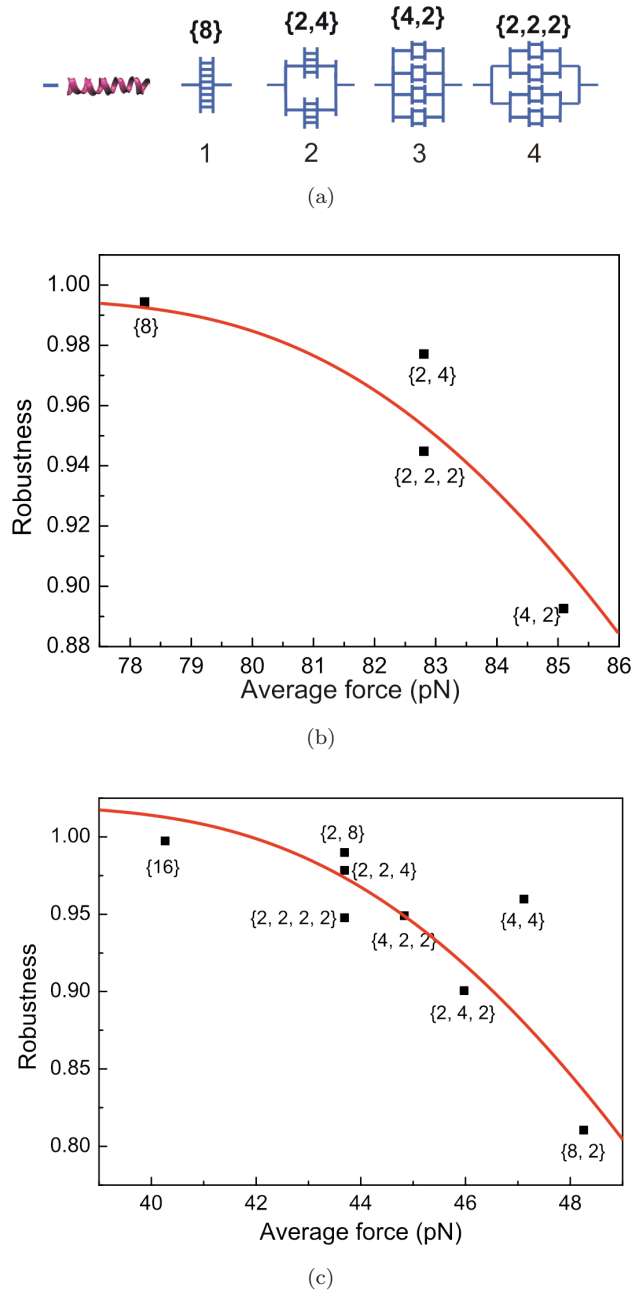 {8} {2,4} {4,2} {2,2,2}
1 2 3 4
(a)
1.00
0.98
0.96
0.94
0.92
0.90
0.88
Robustness
{8}
{2, 4}
{2, 2, 2}
{4, 2}
78 79 80 81 82 83 84 85 86
Average force (pN)
(b)
1.00
0.95
0.90
0.85
0.80
Robustness
{16}
{2, 8}
{2, 2, 4}
{2, 2, 2, 2}
{4, 2, 2}
{4, 4}
{2, 4, 2}
{8, 2}
40 42 44 46 48
Average force (pN)
(c)